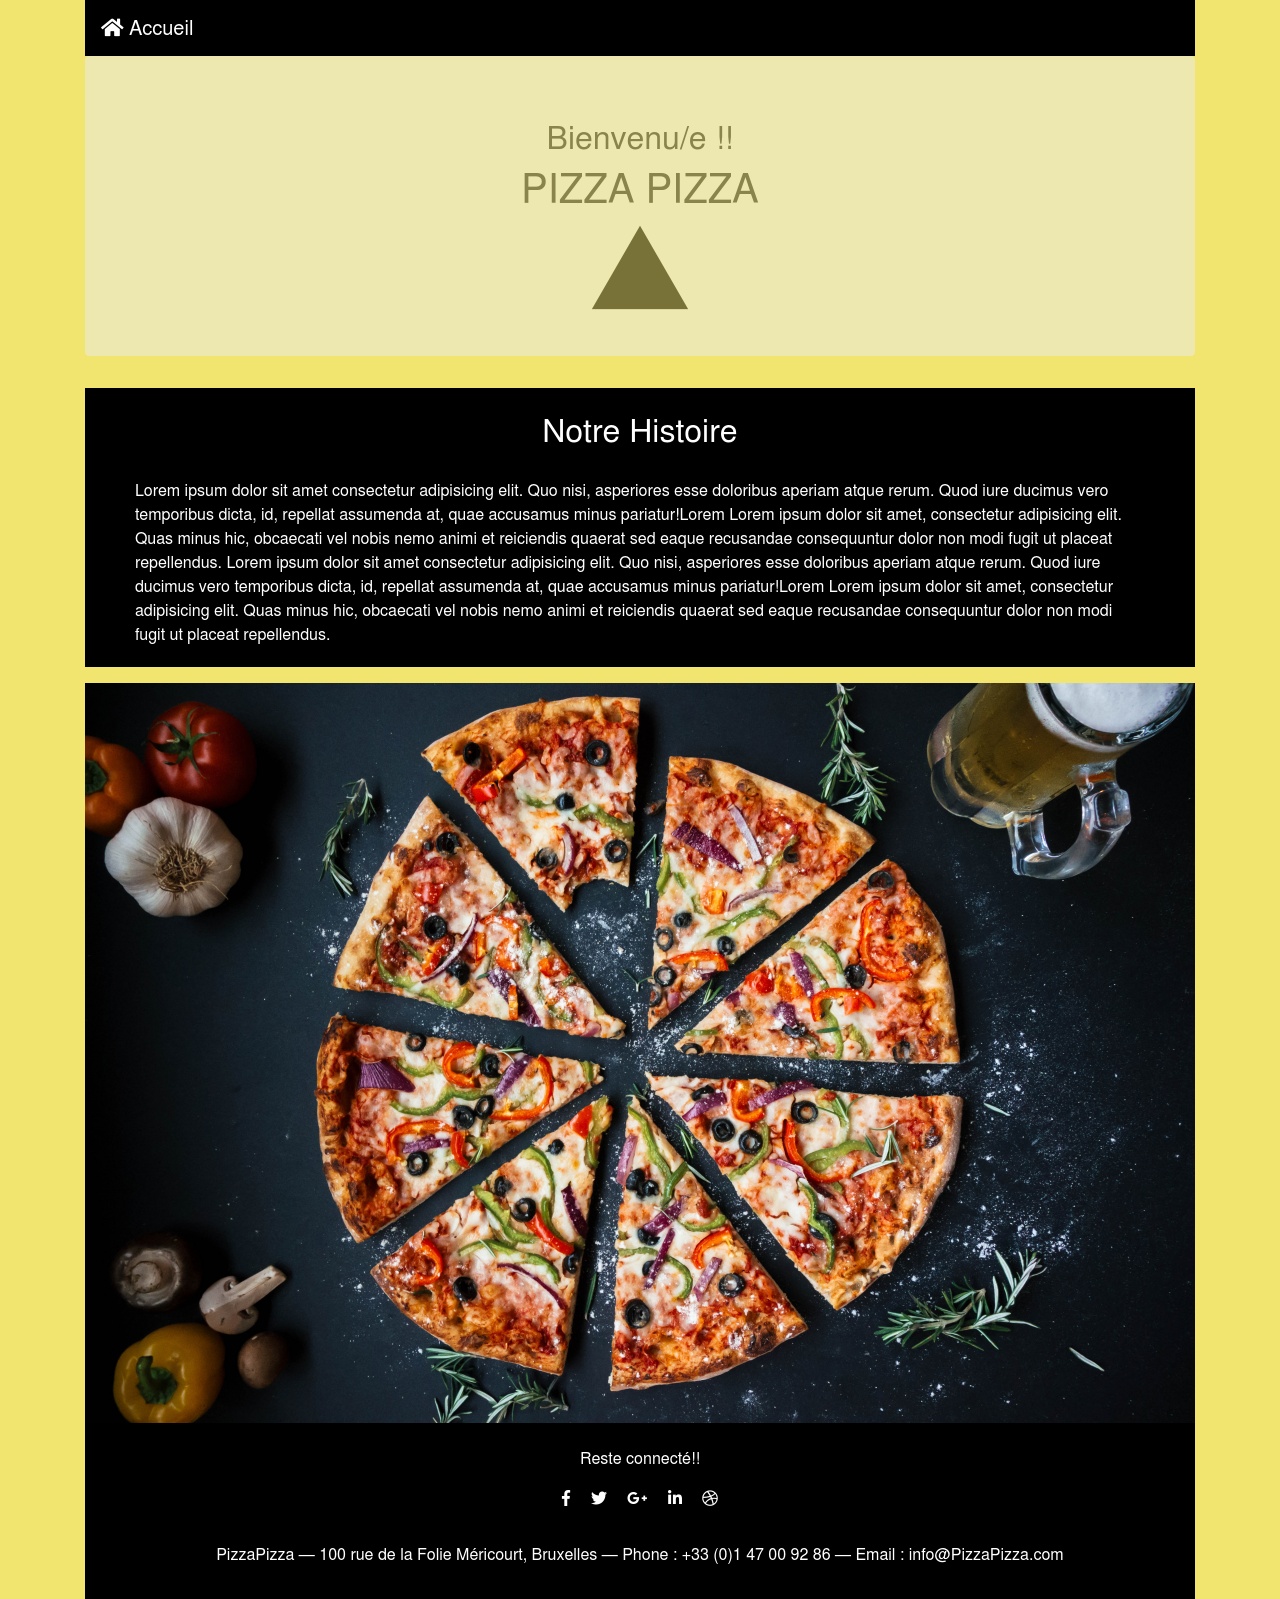 Accueil
Bienvenu/e !!
PIZZA PIZZA
Notre Histoire
Lorem ipsum dolor sit amet consectetur adipisicing elit. Quo nisi, asperiores esse doloribus aperiam atque rerum. Quod iure ducimus vero
temporibus dicta, id, repellat assumenda at, quae accusamus minus pariatur!Lorem Lorem ipsum dolor sit amet, consectetur adipisicing elit.
Quas minus hic, obcaecati vel nobis nemo animi et reiciendis quaerat sed eaque recusandae consequuntur dolor non modi fugit ut placeat
repellendus. Lorem ipsum dolor sit amet consectetur adipisicing elit. Quo nisi, asperiores esse doloribus aperiam atque rerum. Quod iure
ducimus vero temporibus dicta, id, repellat assumenda at, quae accusamus minus pariatur!Lorem Lorem ipsum dolor sit amet, consectetur
adipisicing elit. Quas minus hic, obcaecati vel nobis nemo animi et reiciendis quaerat sed eaque recusandae consequuntur dolor non modi
fugit ut placeat repellendus.
Reste connecté!!
PizzaPizza — 100 rue de la Folie Méricourt, Bruxelles — Phone : +33 (0)1 47 00 92 86 — Email : info@PizzaPizza.com